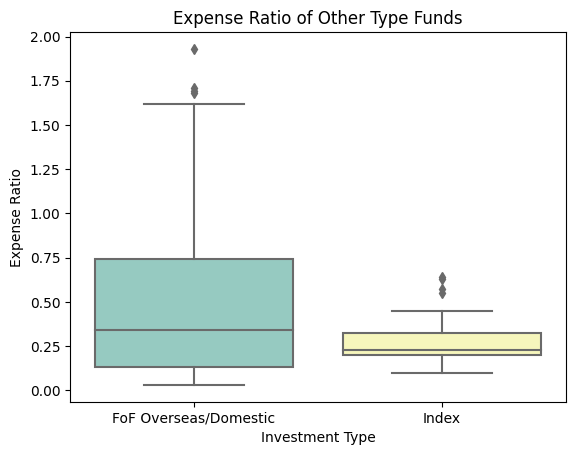 Expense Ratio of Other Type Funds
2.00
1.75
1.50
1.25
1.00
0.75
0.50
0.25
0.00
Expense Ratio
FoF Overseas/Domestic
Index
Investment Type